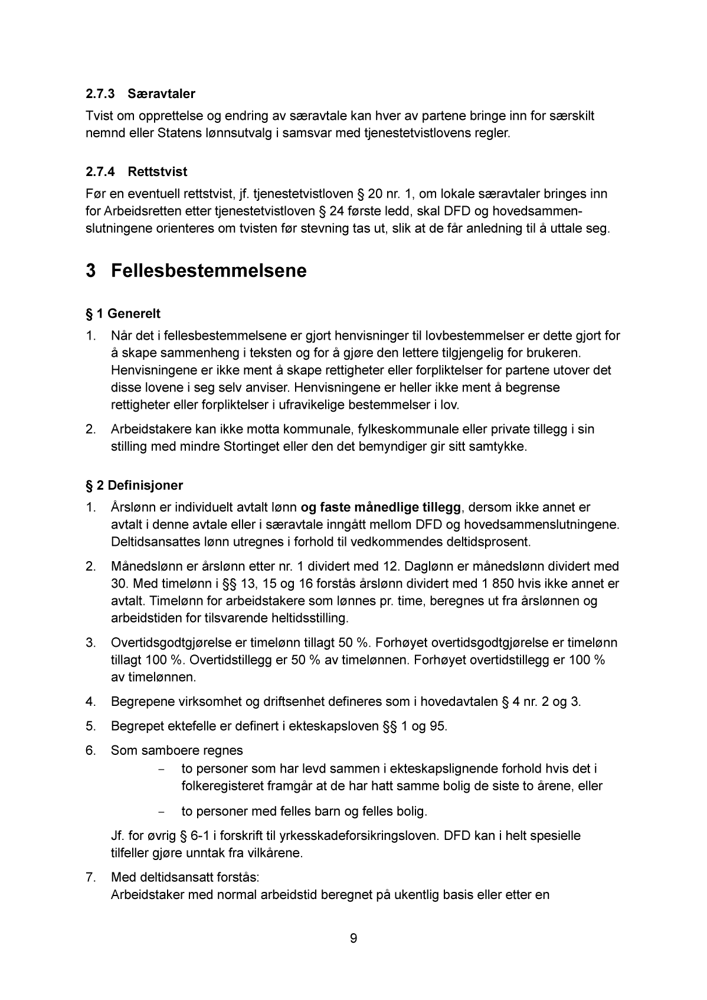 2.7.3 Særavtaler
Tvist om opprettelse og endring av særavtale kan hver av partene bringe inn for særskilt
nemnd eller Statens lønnsutvalg i samsvar med tjenestetvistlovens regler.
2.7.4 Rettstvist
Før en eventuell rettstvist, jf. tjenestetvistloven § 20 nr. 1, om lokale særavtaler bringes inn
for Arbeidsretten etter tjenestetvistloven § 24 første ledd, skal DFD og hovedsammen-
slutningene orienteres om tvisten før stevning tas ut, slik at de får anledning til å uttale seg.
3 Fellesbestemmelsene
§ 1 Generelt
1. Når det i fellesbestemmelsene er gjort henvisninger til lovbestemmelser er dette gjort for
å skape sammenheng i teksten og for å gjøre den lettere tilgjengelig for brukeren.
Henvisningene er ikke ment å skape rettigheter eller forpliktelser for partene utover det
disse lovene i seg selv anviser. Henvisningene er heller ikke ment å begrense
rettigheter eller forpliktelser i ufravikelige bestemmelser i lov.
2. Arbeidstakere kan ikke motta kommunale, fylkeskommunale eller private tillegg i sin
stilling med mindre Stortinget eller den det bemyndiger gir sitt samtykke.
§ 2 Definisjoner
1. Årslønn er individuelt avtalt lønn og faste månedlige tillegg, dersom ikke annet er
avtalt i denne avtale eller i særavtale inngått mellom DFD og hovedsammenslutningene.
Deltidsansattes lønn utregnes i forhold til vedkommendes deltidsprosent.
2. Månedslønn er årslønn etter nr. 1 dividert med 12. Daglønn er månedslønn dividert med
30. Med timelønn i §§ 13, 15 og 16 forstås årslønn dividert med 1 850 hvis ikke annet er
avtalt. Timelønn for arbeidstakere som lønnes pr. time, beregnes ut fra årslønnen og
arbeidstiden for tilsvarende heltidsstilling.
3. Overtidsgodtgjørelse er timelønn tillagt 50 %. Forhøyet overtidsgodtgjørelse er timelønn
tillagt 100 %. Overtidstillegg er 50 % av timelønnen. Forhøyet overtidstillegg er 100 %
av timelønnen.
4. Begrepene virksomhet og driftsenhet defineres som i hovedavtalen § 4 nr. 2 og 3.
5. Begrepet ektefelle er definert i ekteskapsloven §§ 1 og 95.
6. Som samboere regnes
– to personer som har levd sammen i ekteskapslignende forhold hvis det i
folkeregisteret framgår at de har hatt samme bolig de siste to årene, eller
– to personer med felles barn og felles bolig.
Jf. for øvrig § 6-1 i forskrift til yrkesskadeforsikringsloven. DFD kan i helt spesielle
tilfeller gjøre unntak fra vilkårene.
7. Med deltidsansatt forstås:
Arbeidstaker med normal arbeidstid beregnet på ukentlig basis eller etter en
9